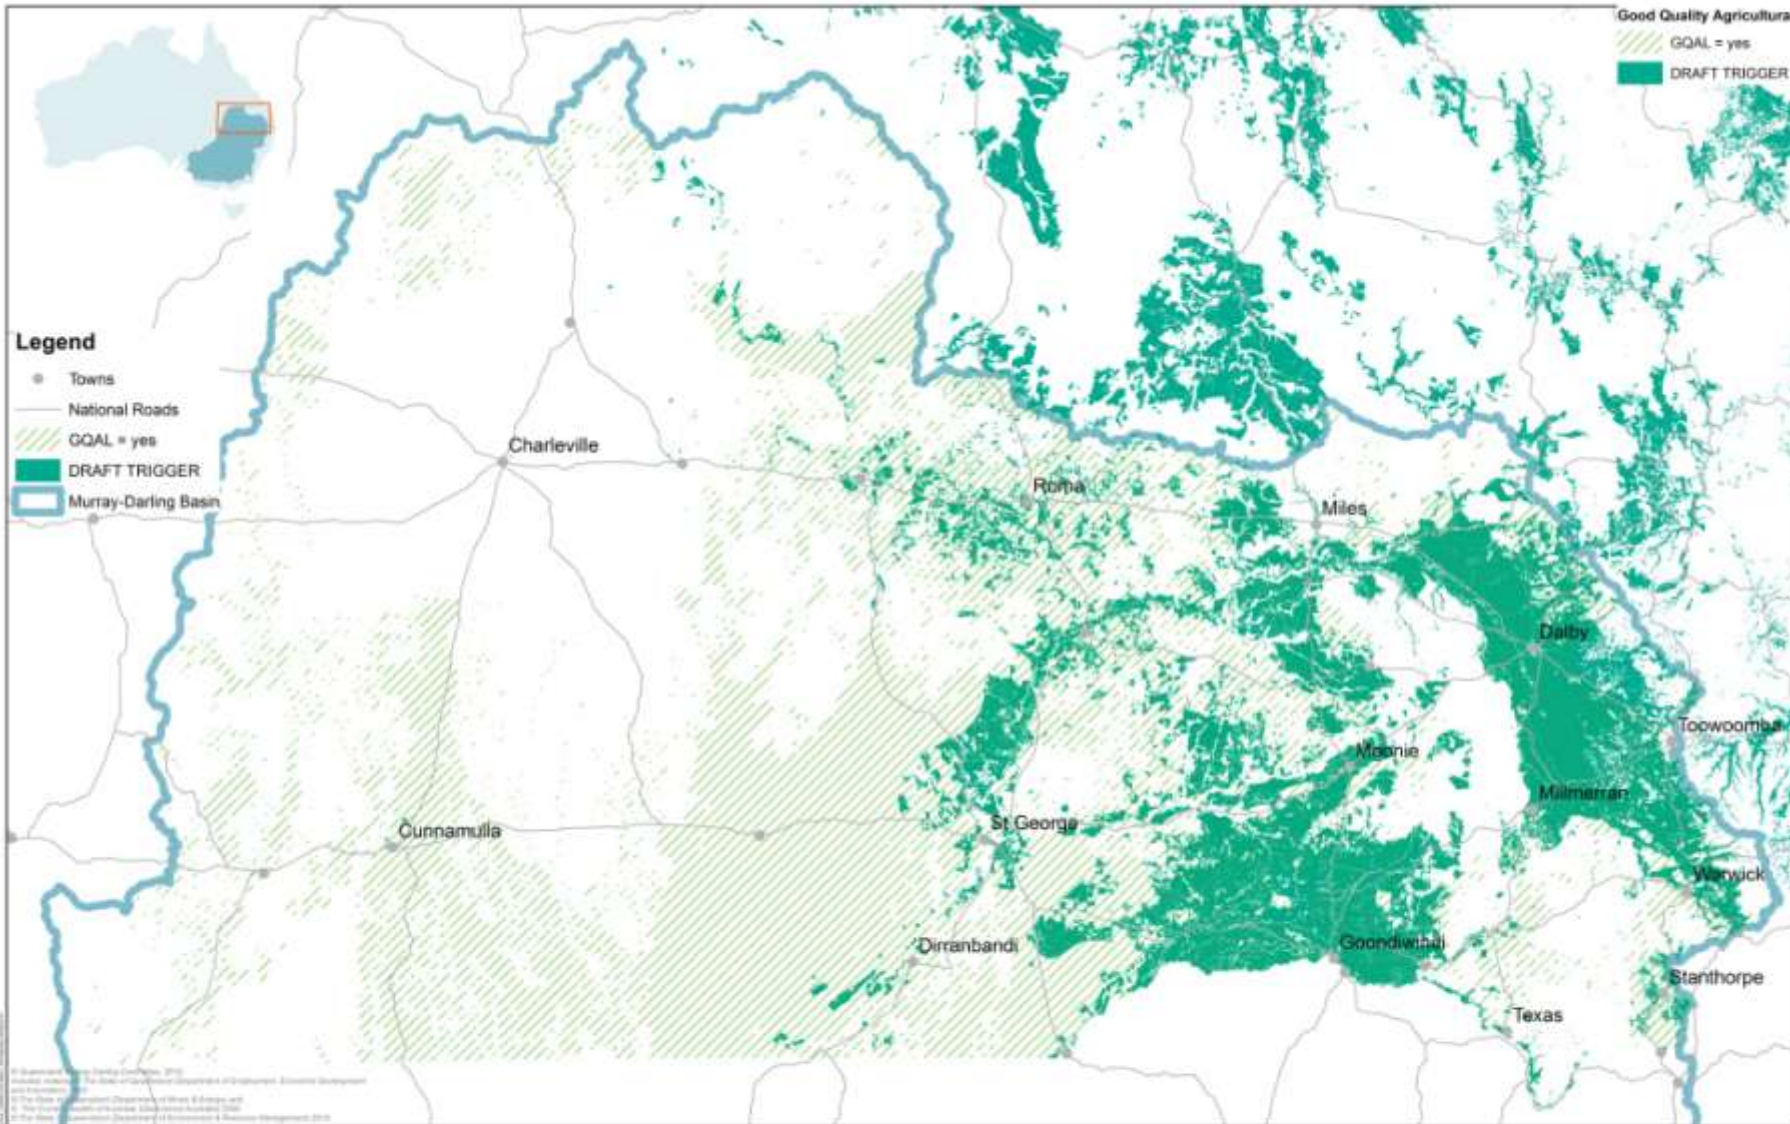 Good Quality Agricultura
GQAL = yes
DRAFT TRIGGER
Legend
Towns
National Roads
GQAL = yes
DRAFT TRIGGER
Murray-Darling Basin
Charleville
Roma
Miles
Dalby
Toowoomba
Moonie
Millmerran
St George
Cunnamulla
Warwick
Dirranbandi
Goondiwindi
Stanthorpe
Texas